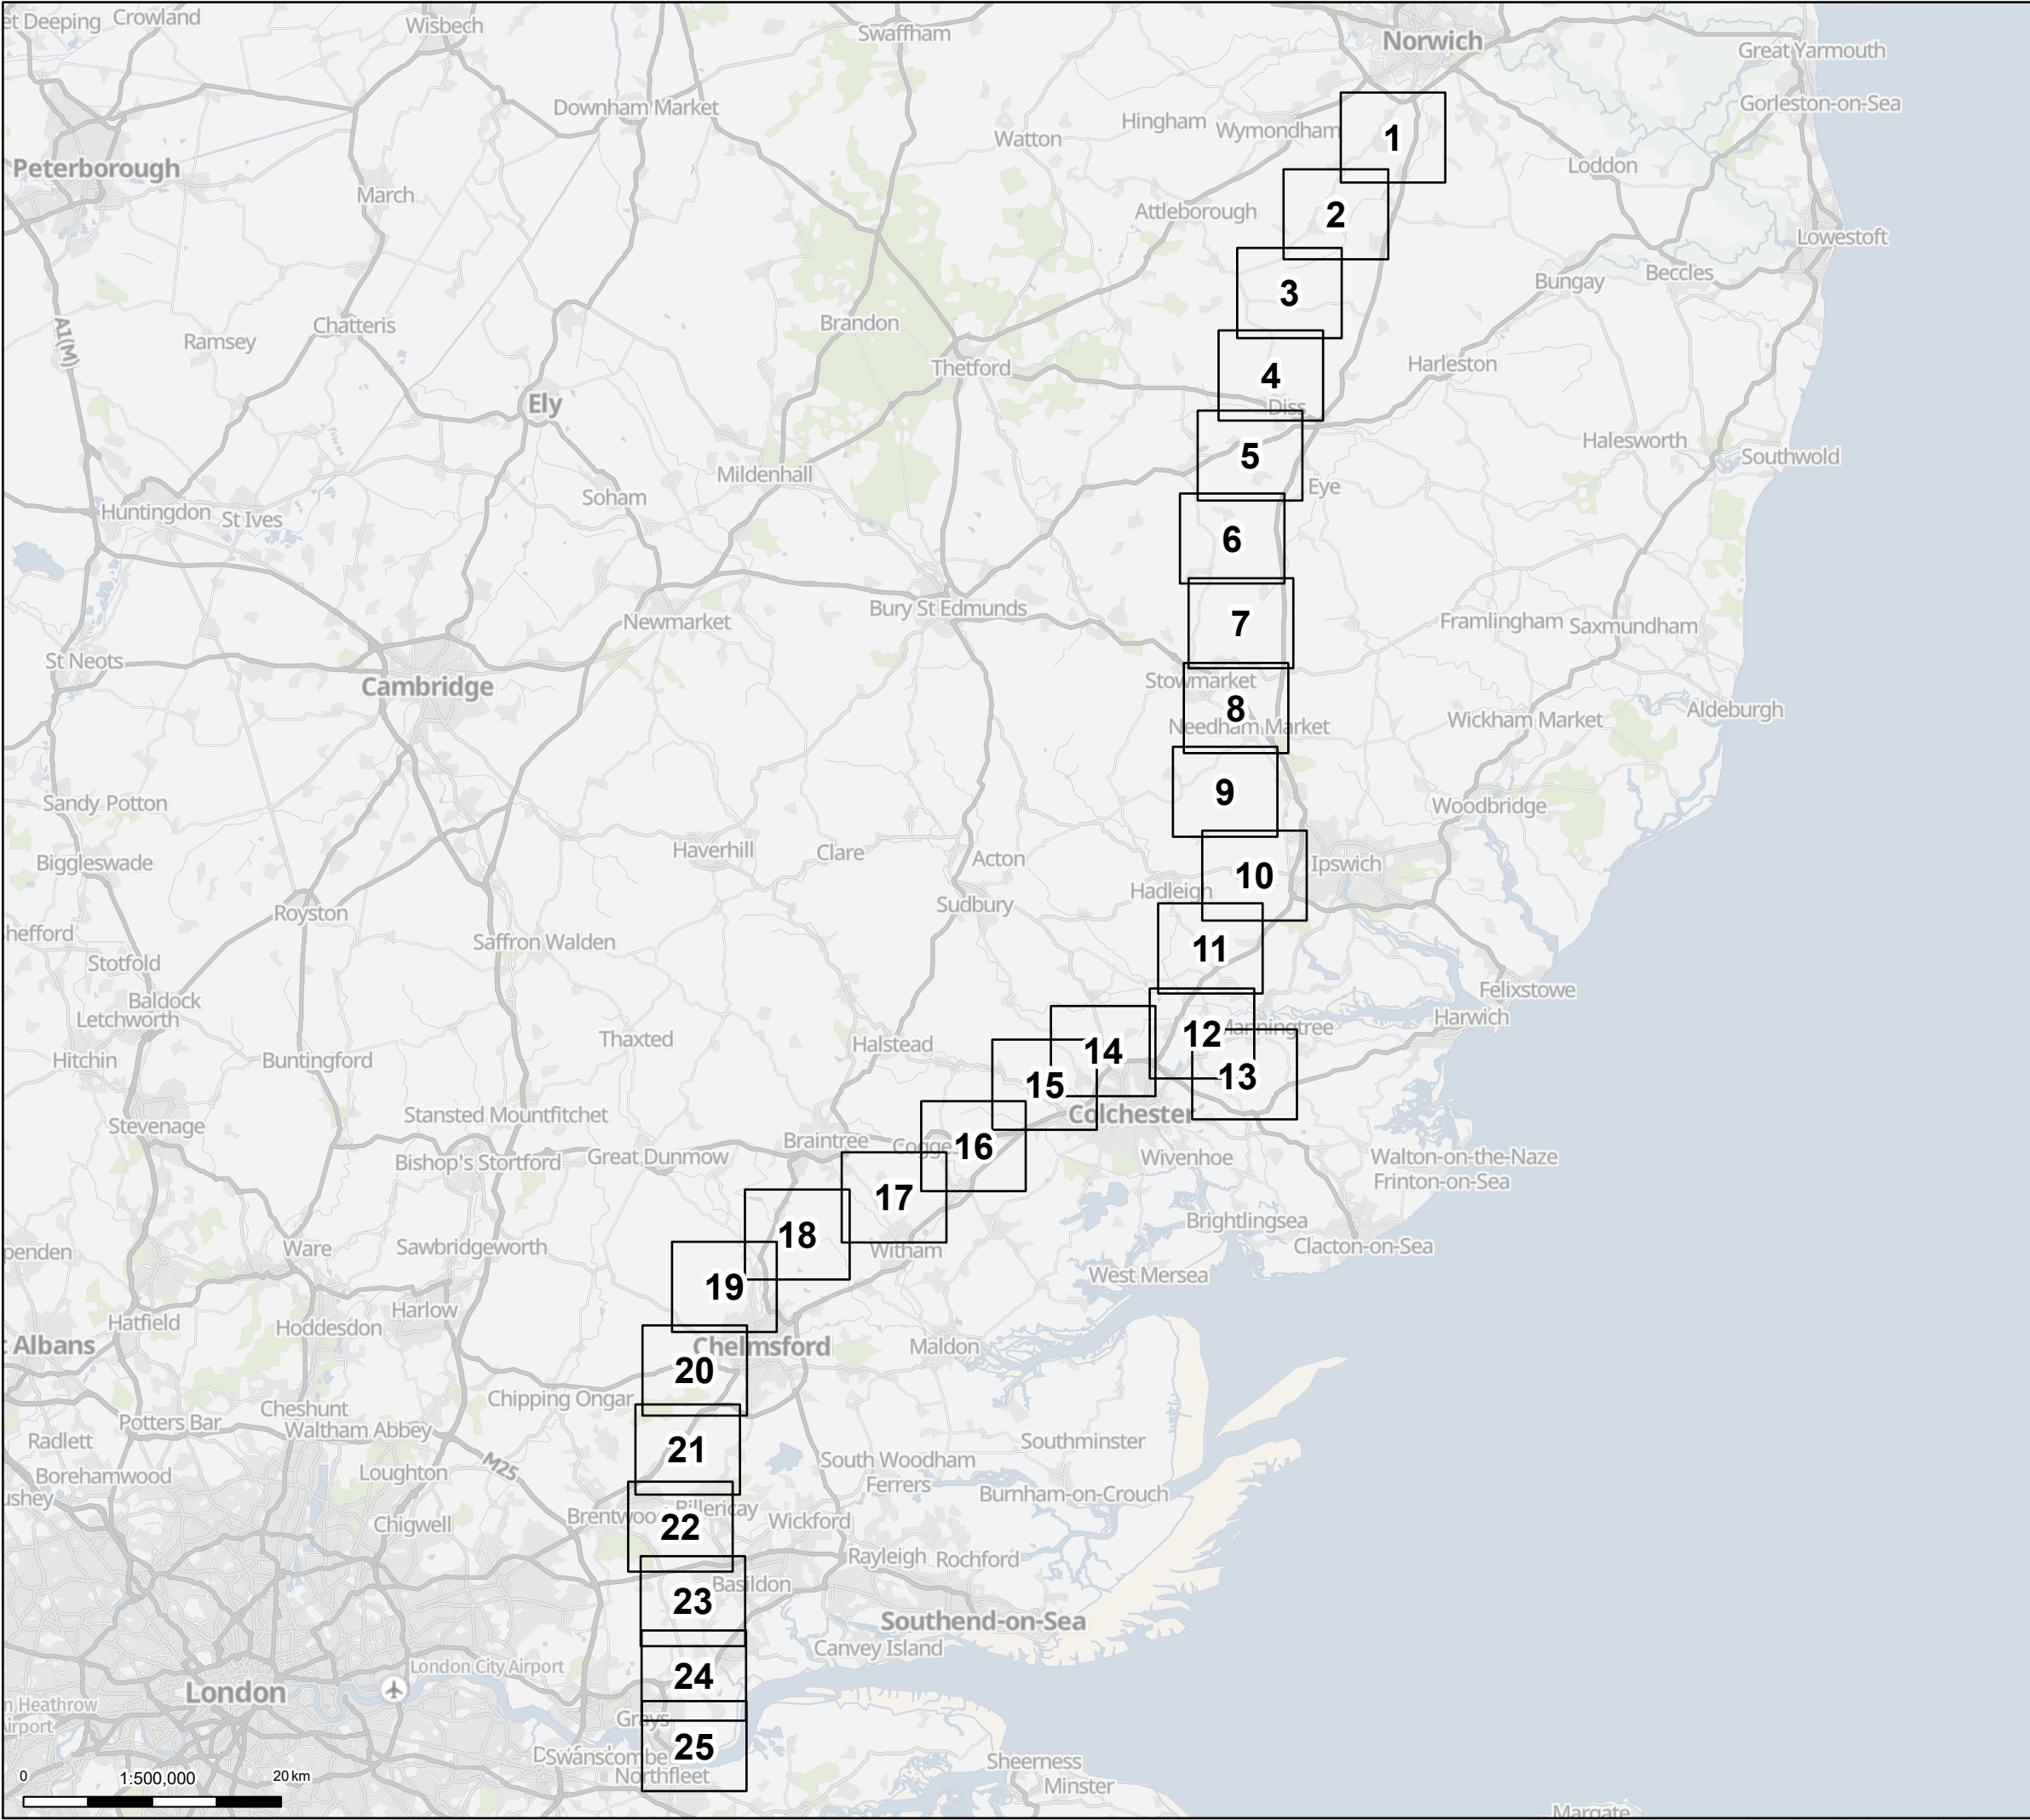 et Deeping
Crowland
Wisbech
Swaffham
Norwich
Great Yarmouth
Downham Market
Gorleston-on-Sea
Hingham
Wymondham
Watton
1
Peterborough
March
Loddon
Attleborough
2
Lowestoft
Bungay
Beccles
3
A1(M)
Ramsey
Chatteris
Brandon
Thetford
Harleston
4
Diss
Ely
Halesworth
Southwold
5
Mildenhall
Soham
Eye
Huntingdon
St Ives
6
Bury St Edmunds
Newmarket
7
Framlingham
Saxmundham
St Neots
Cambridge
Stowmarket
8
Needham Market
Wickham Market
Aldeburgh
9
Sandy Potton
Woodbridge
Biggleswade
Haverhill
Clare
Acton
Ipswich
10
Hadleigh
Sudbury
Royston
hefford
Saffron Walden
11
Stotfold
Baldock
Letchworth
Felixstowe
Harwich
Manningtree
12
Hitchin
Buntingford
Thaxted
Halstead
14
13
15
Stevenage
Stansted Mountfitchet
Colchester
Braintree
Cogge
16
Bishop's Stortford
Great Dunmow
Wivenhoe
Walton-on-the-Naze
Frinton-on-Sea
17
18
Brightlingsea
Clacton-on-Sea
penden
Ware
Sawbridgeworth
Witham
West Mersea
19
Harlow
Hatfield
Hoddesdon
: Albans
Chelmsford
Maldon
20
Chipping Ongar
Cheshunt
Potters Bar
Waltham Abbey
Radlett
21
Southminster
M25
South Woodham
Ferrers
Borehamwood
Loughton
ushey
Burnham-on-Crouch
Brentwoo
Billericay
Wickford
22
Chigwell
Rayleigh
Rochford
Basildon
23
Southend-on-Sea
Canvey Island
London City Airport
24
London
n Heathrow
Airport
Grays
25
Swanscombe
Northfleet
Sheerness
Minster
0
1:500,000
20 km
Margate